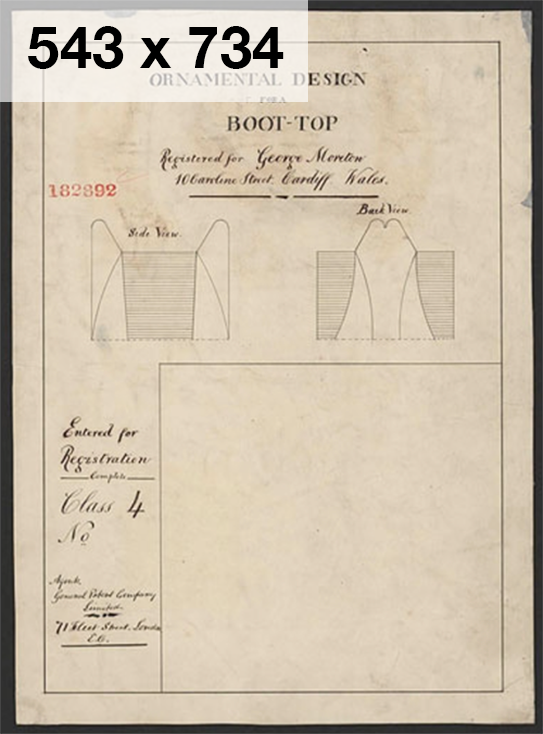 543 x 734
ORNAMENTAL DESIGN
FOR A
BOOT-TOP
Registered for George Moreton
10 Caroline Street. Cardiff Wales.
182892
Side View.
Back View.
Entered for
Registration
Complete
Class 4
No
Agents,
General Patent Company
Limited.
71 Fleet Street. London
E.C.